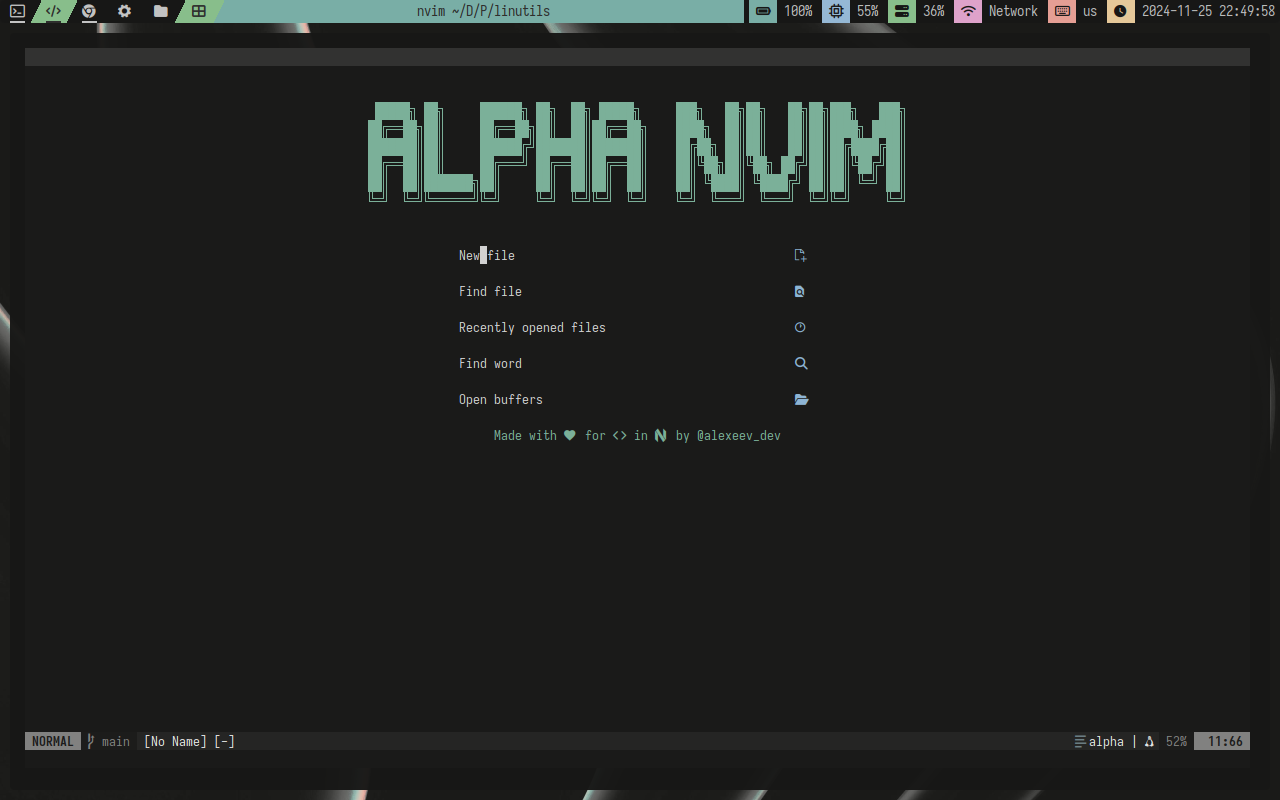 nvim ~/D/P/linutils 100% 55% 36% Network us 2024-11-25 22:49:58
ALPHA NVIM
New file
Find file
Recently opened files
Find word
Open buffers
Made with for <> in by @alexeev_dev
NORMAL main [No Name] [-] alpha | 52% 11:66